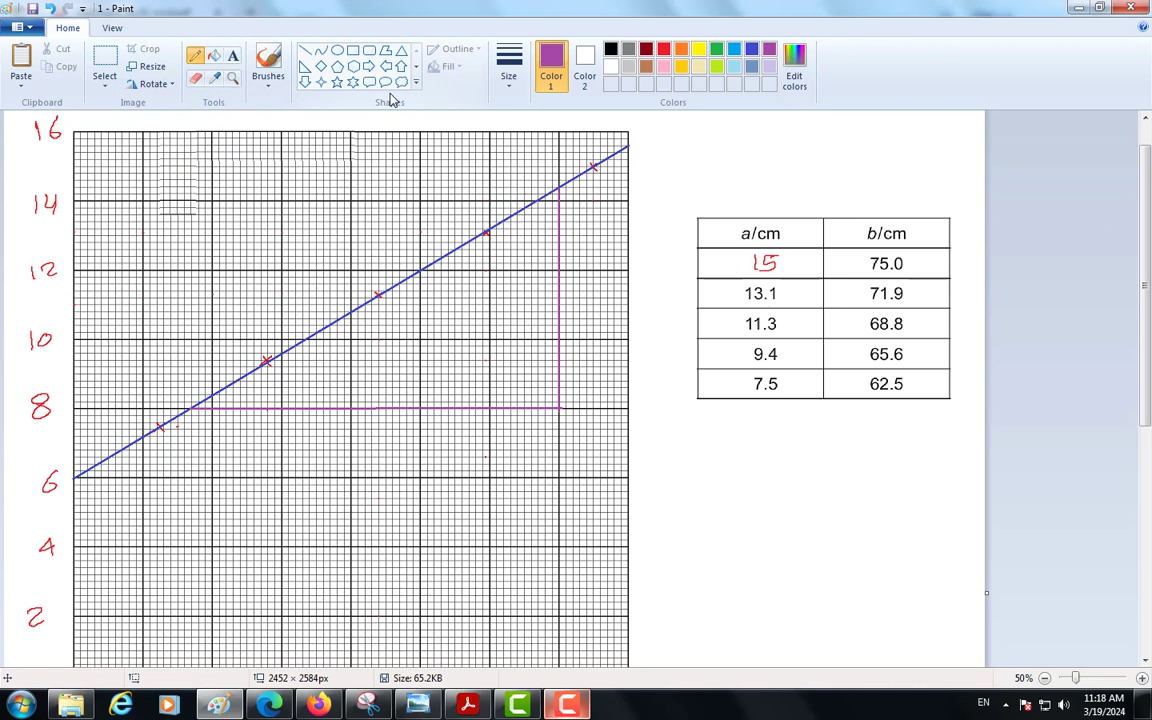 1 - Paint
Home View
Paste
Cut
Copy
Select
Crop
Resize
Rotate
Brushes
Outline
Fill
Size
Color 1
Color 2
Edit colors
Clipboard Image Tools Shapes Colors
16
14
12
10
8
6
4
2
a/cm b/cm
15 75.0
13.1 71.9
11.3 68.8
9.4 65.6
7.5 62.5
2452 × 2584px Size: 65.2KB 50%
EN 11:18 AM
3/19/2024